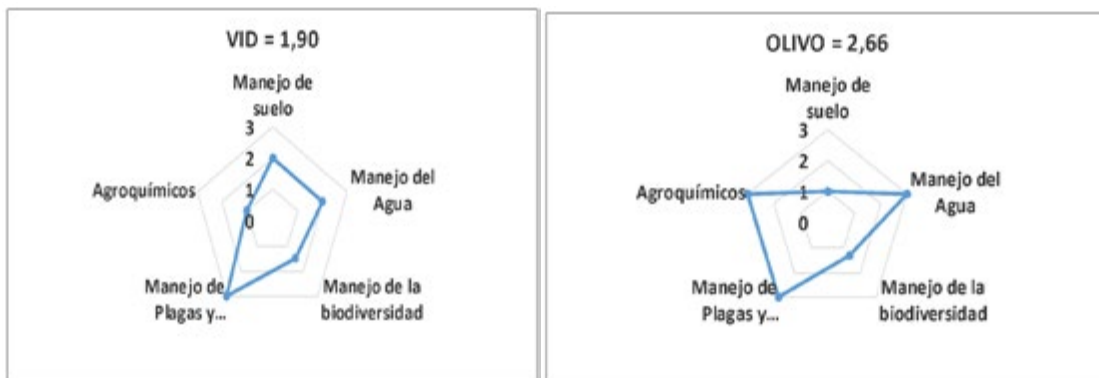 VID = 1,90
Manejo de
suelo
3
2
1
0
Manejo del
Agua
Manejo de la
biodiversidad
Manejo de
Plagas y...
Agroquímicos
OLIVO = 2,66
Manejo de
suelo
3
2
1
0
Manejo del
Agua
Manejo de la
biodiversidad
Manejo de
Plagas y...
Agroquímicos